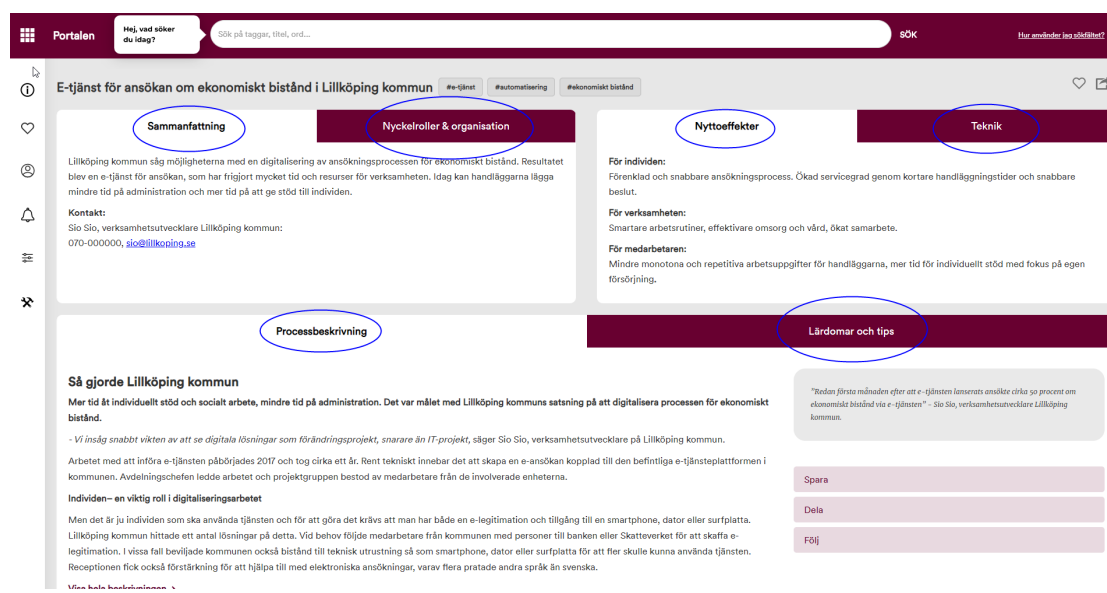 Portalen
Hej, vad söker
du idag?
Sök på taggar, titel, ord...
SÖK
Hur använder jag sökfältet?
E-tjänst för ansökan om ekonomiskt bistånd i Lillköping kommun
#e-tjänst
#automatisering
#ekonomiskt bistånd
Sammanfattning
Nyckelroller & organisation
Lillköping kommun såg möjligheterna med en digitalisering av ansökningsprocessen för ekonomiskt bistånd. Resultatet
blev en e-tjänst för ansökan, som har frigjort mycket tid och resurser för verksamheten. Idag kan handläggarna lägga
mindre tid på administration och mer tid på att ge stöd till individen.
Kontakt:
Sio Sio, verksamhetsutvecklare Lillköping kommun:
070-000000, sio@lillkoping.se
Nyttoeffekter
Teknik
För individen:
Förenklad och snabbare ansökningsprocess. Ökad servicegrad genom kortare handläggningstider och snabbare
beslut.
För verksamheten:
Smartare arbetsrutiner, effektivare omsorg och vård, ökat samarbete.
För medarbetaren:
Mindre monotona och repetitiva arbetsuppgifter för handläggarna, mer tid för individuellt stöd med fokus på egen
försörjning.
Processbeskrivning
Lärdomar och tips
Så gjorde Lillköping kommun
Mer tid åt individuellt stöd och socialt arbete, mindre tid på administration. Det var målet med Lillköping kommuns satsning på att digitalisera processen för ekonomiskt
bistånd.
- Vi insåg snabbt vikten av att se digitala lösningar som förändringsprojekt, snarare än IT-projekt, säger Sio Sio, verksamhetsutvecklare på Lillköping kommun.
Arbetet med att införa e-tjänsten påbörjades 2017 och tog cirka ett år. Rent tekniskt innebar det att skapa en e-ansökan kopplad till den befintliga e-tjänsteplattformen i
kommunen. Avdelningschefen ledde arbetet och projektgruppen bestod av medarbetare från de involverade enheterna.
Individen– en viktig roll i digitaliseringsarbetet
Men det är ju individen som ska använda tjänsten och för att göra det krävs att man har både en e-legitimation och tillgång till en smartphone, dator eller surfplatta.
Lillköping kommun hittade ett antal lösningar på detta. Vid behov följde medarbetare från kommunen med personer till banken eller Skatteverket för att skaffa e-
legitimation. I vissa fall beviljade kommunen också bistånd till teknisk utrustning så som smartphone, dator eller surfplatta för att fler skulle kunna använda tjänsten.
Receptionen fick också förstärkning för att hjälpa till med elektroniska ansökningar, varav flera pratade andra språk än svenska.
Visa hela beskrivningen >
"Redan första månaden efter att e-tjänsten lanserats ansökte cirka 90 procent om
ekonomiskt bistånd via e-tjänsten" - Sio Sio, verksamhetsutvecklare Lillköping
kommun.
Spara
Dela
Följ